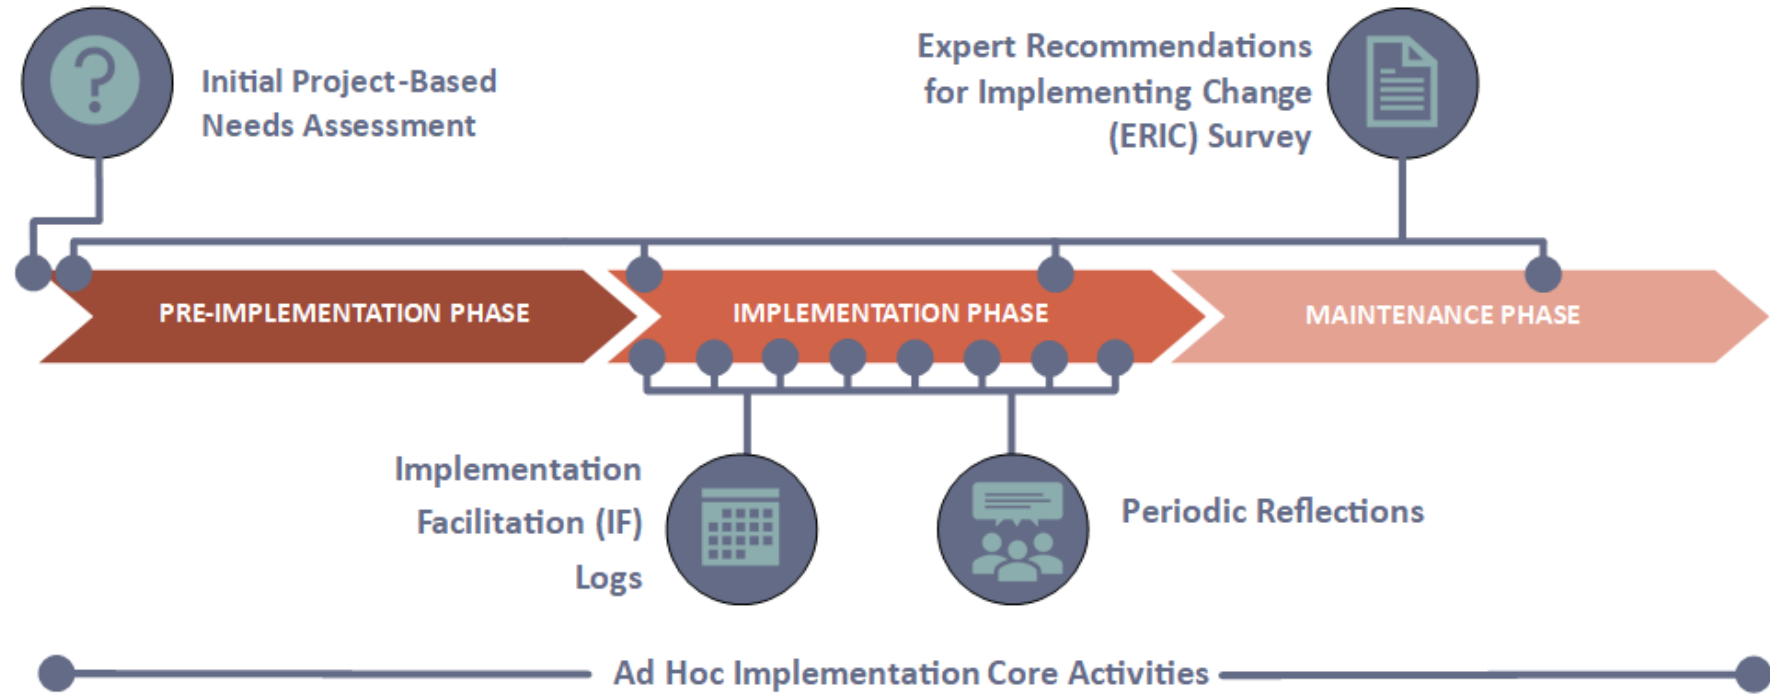 Initial Project-Based
Needs Assessment
Expert Recommendations
for Implementing Change
(ERIC) Survey
PRE-IMPLEMENTATION PHASE
IMPLEMENTATION PHASE
MAINTENANCE PHASE
Implementation
Facilitation (IF)
Logs
Periodic Reflections
Ad Hoc Implementation Core Activities